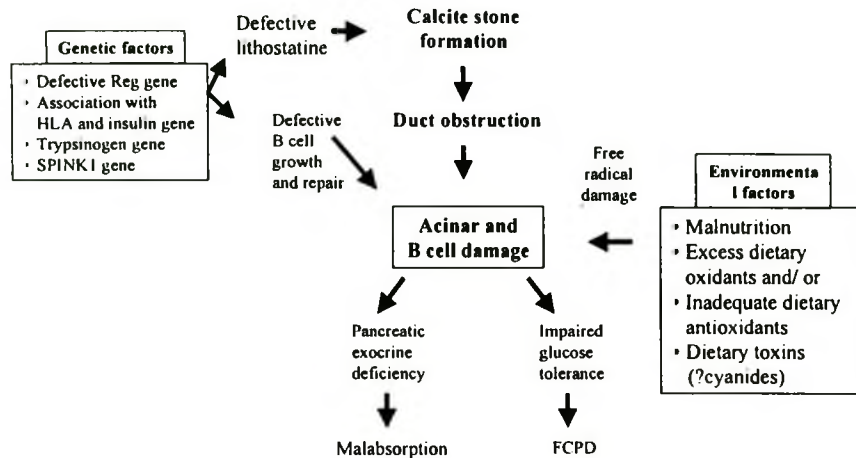 Genetic factors
• Defective Reg gene
• Association with
HLA and insulin gene
• Trypsinogen gene
• SPINK1 gene
Defective
lithostatine
Calcite stone
formation
Defective
B cell
growth
and repair
Duct obstruction
Free
radical
damage
Environmenta
l factors
• Malnutrition
• Excess dietary
oxidants and/ or
• Inadequate dietary
antioxidants
• Dietary toxins
(?cyanides)
Acinar and
B cell damage
Pancreatic
exocrine
deficiency
Impaired
glucose
tolerance
Malabsorption
FCPD